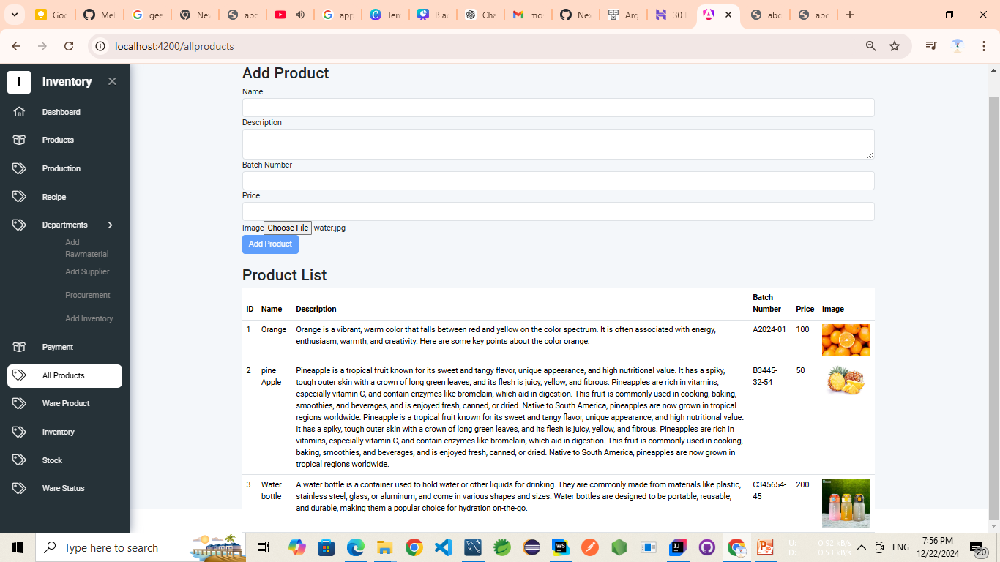 Goo
Mel
gee
Nev
abc
app
Ten
Blac
Cha
mo
Nex
Arg
30 I
abc
abc
localhost:4200/allproducts
I Inventory
Dashboard
Products
Production
Recipe
Departments
Add
Rawmaterial
Add Supplier
Procurement
Add Inventory
Payment
All Products
Ware Product
Inventory
Stock
Ware Status
Add Product
Name
Description
Batch Number
Price
Image Choose File water.jpg
Add Product
Product List
ID Name Description Batch Number Price Image
1 Orange Orange is a vibrant, warm color that falls between red and yellow on the color spectrum. It is often associated with energy, A2024-01 100
enthusiasm, warmth, and creativity. Here are some key points about the color orange:
2 pine Pineapple is a tropical fruit known for its sweet and tangy flavor, unique appearance, and high nutritional value. It has a spiky, B3445- 50
Apple tough outer skin with a crown of long green leaves, and its flesh is juicy, yellow, and fibrous. Pineapples are rich in vitamins, 32-54
especially vitamin C, and contain enzymes like bromelain, which aid in digestion. This fruit is commonly used in cooking, baking,
smoothies, and beverages, and is enjoyed fresh, canned, or dried. Native to South America, pineapples are now grown in tropical
regions worldwide. Pineapple is a tropical fruit known for its sweet and tangy flavor, unique appearance, and high nutritional value.
It has a spiky, tough outer skin with a crown of long green leaves, and its flesh is juicy, yellow, and fibrous. Pineapples are rich in
vitamins, especially vitamin C, and contain enzymes like bromelain, which aid in digestion. This fruit is commonly used in cooking,
baking, smoothies, and beverages, and is enjoyed fresh, canned, or dried. Native to South America, pineapples are now grown in
tropical regions worldwide.
3 Water A water bottle is a container used to hold water or other liquids for drinking. They are commonly made from materials like plastic, C345654- 200
bottle stainless steel, glass, or aluminum, and come in various shapes and sizes. Water bottles are designed to be portable, reusable, 45
and durable, making them a popular choice for hydration on-the-go.
Type here to search
U: 0.92 kB/s
D: 0.53 kB/s
ENG
7:56 PM
12/22/2024
20